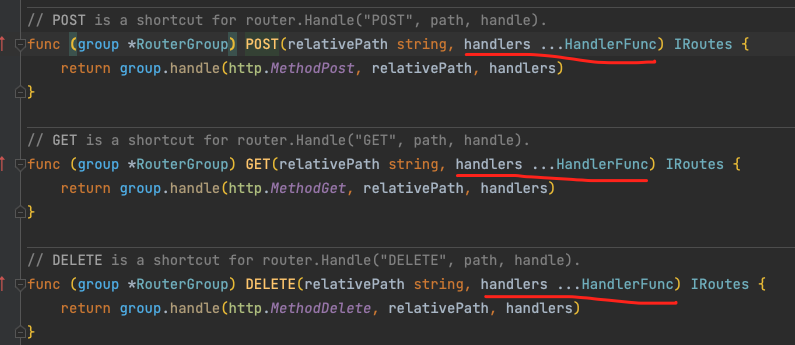 // POST is a shortcut for router.Handle("POST", path, handle).
func (group *RouterGroup) POST(relativePath string, handlers ...HandlerFunc) IRoutes {
    return group.handle(http.MethodPost, relativePath, handlers)
}
// GET is a shortcut for router.Handle("GET", path, handle).
func (group *RouterGroup) GET(relativePath string, handlers ...HandlerFunc) IRoutes {
    return group.handle(http.MethodGet, relativePath, handlers)
}
// DELETE is a shortcut for router.Handle("DELETE", path, handle).
func (group *RouterGroup) DELETE(relativePath string, handlers ...HandlerFunc) IRoutes {
    return group.handle(http.MethodDelete, relativePath, handlers)
}